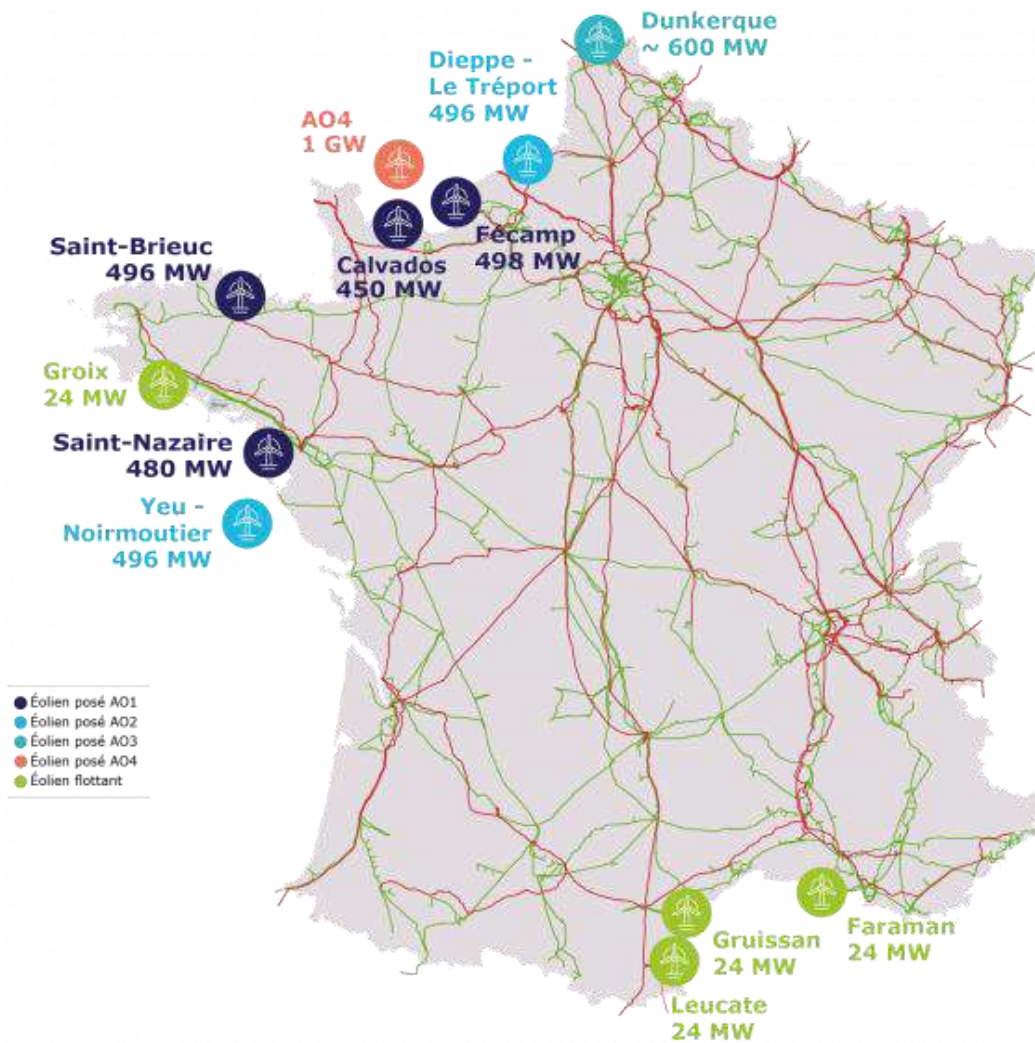 Dunkerque
~ 600 MW
Dieppe -
Le Tréport
496 MW
AO4
1 GW
Fécamp
498 MW
Calvados
450 MW
Saint-Brieuc
496 MW
Groix
24 MW
Saint-Nazaire
480 MW
Yeu -
Noirmoutier
496 MW
Éolien posé AO1
Éolien posé AO2
Éolien posé AO3
Éolien posé AO4
Éolien flottant
Faraman
24 MW
Gruissan
24 MW
Leucate
24 MW